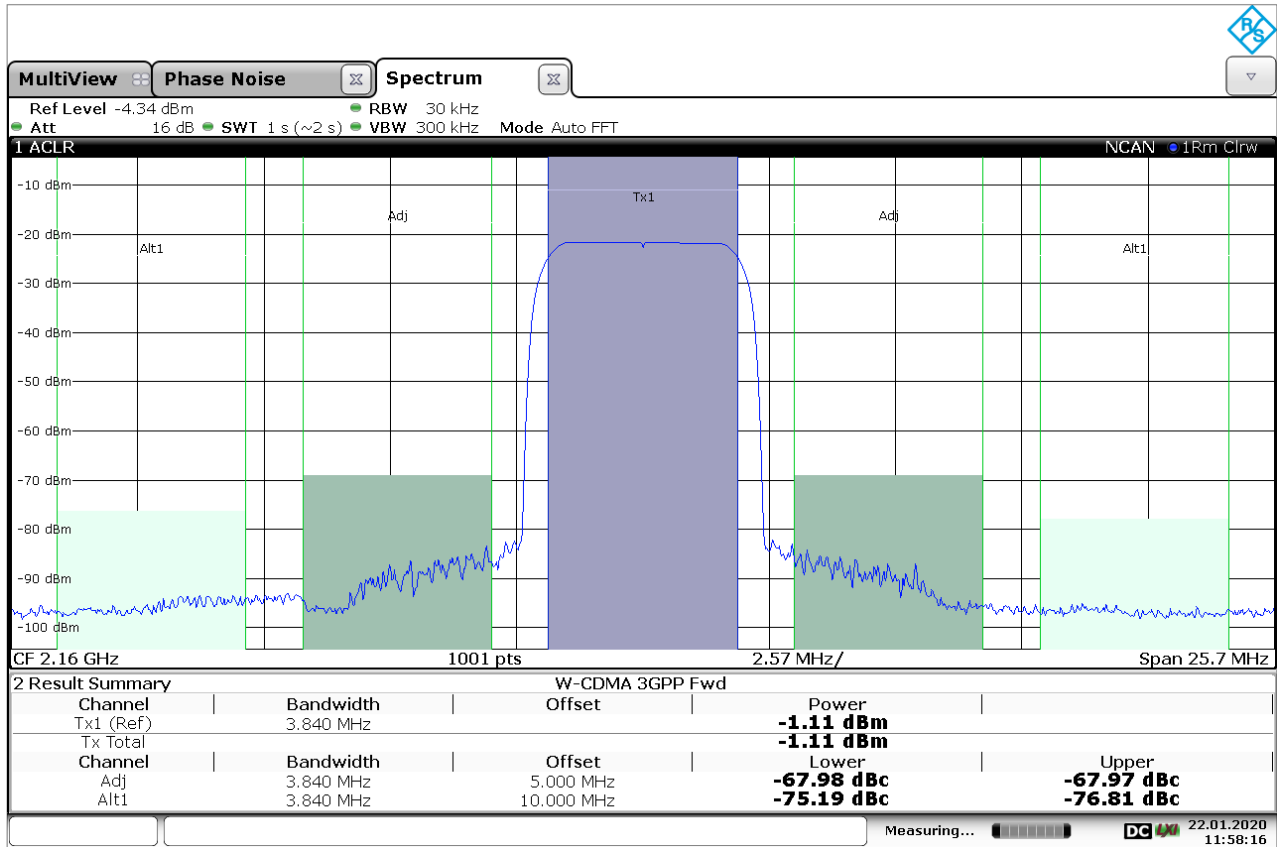 R&S
MultiView Phase Noise Spectrum
Ref Level -4.34 dBm RBW 30 kHz
Att 16 dB SWT 1 s (~2 s) VBW 300 kHz Mode Auto FFT
1 ACLR NCAN 1Rm Clrw
-10 dBm
Tx1
Adj Adj
-20 dBm
Alt1 Alt1
-30 dBm
-40 dBm
-50 dBm
-60 dBm
-70 dBm
-80 dBm
-90 dBm
-100 dBm
CF 2.16 GHz 1001 pts 2.57 MHz/ Span 25.7 MHz
2 Result Summary W-CDMA 3GPP Fwd
Channel Bandwidth Offset Power
Tx1 (Ref) 3.840 MHz -1.11 dBm
Tx Total -1.11 dBm
Channel Bandwidth Offset Lower Upper
Adj 3.840 MHz 5.000 MHz -67.98 dBc -67.97 dBc
Alt1 3.840 MHz 10.000 MHz -75.19 dBc -76.81 dBc
Measuring... DC LXI 22.01.2020
11:58:16